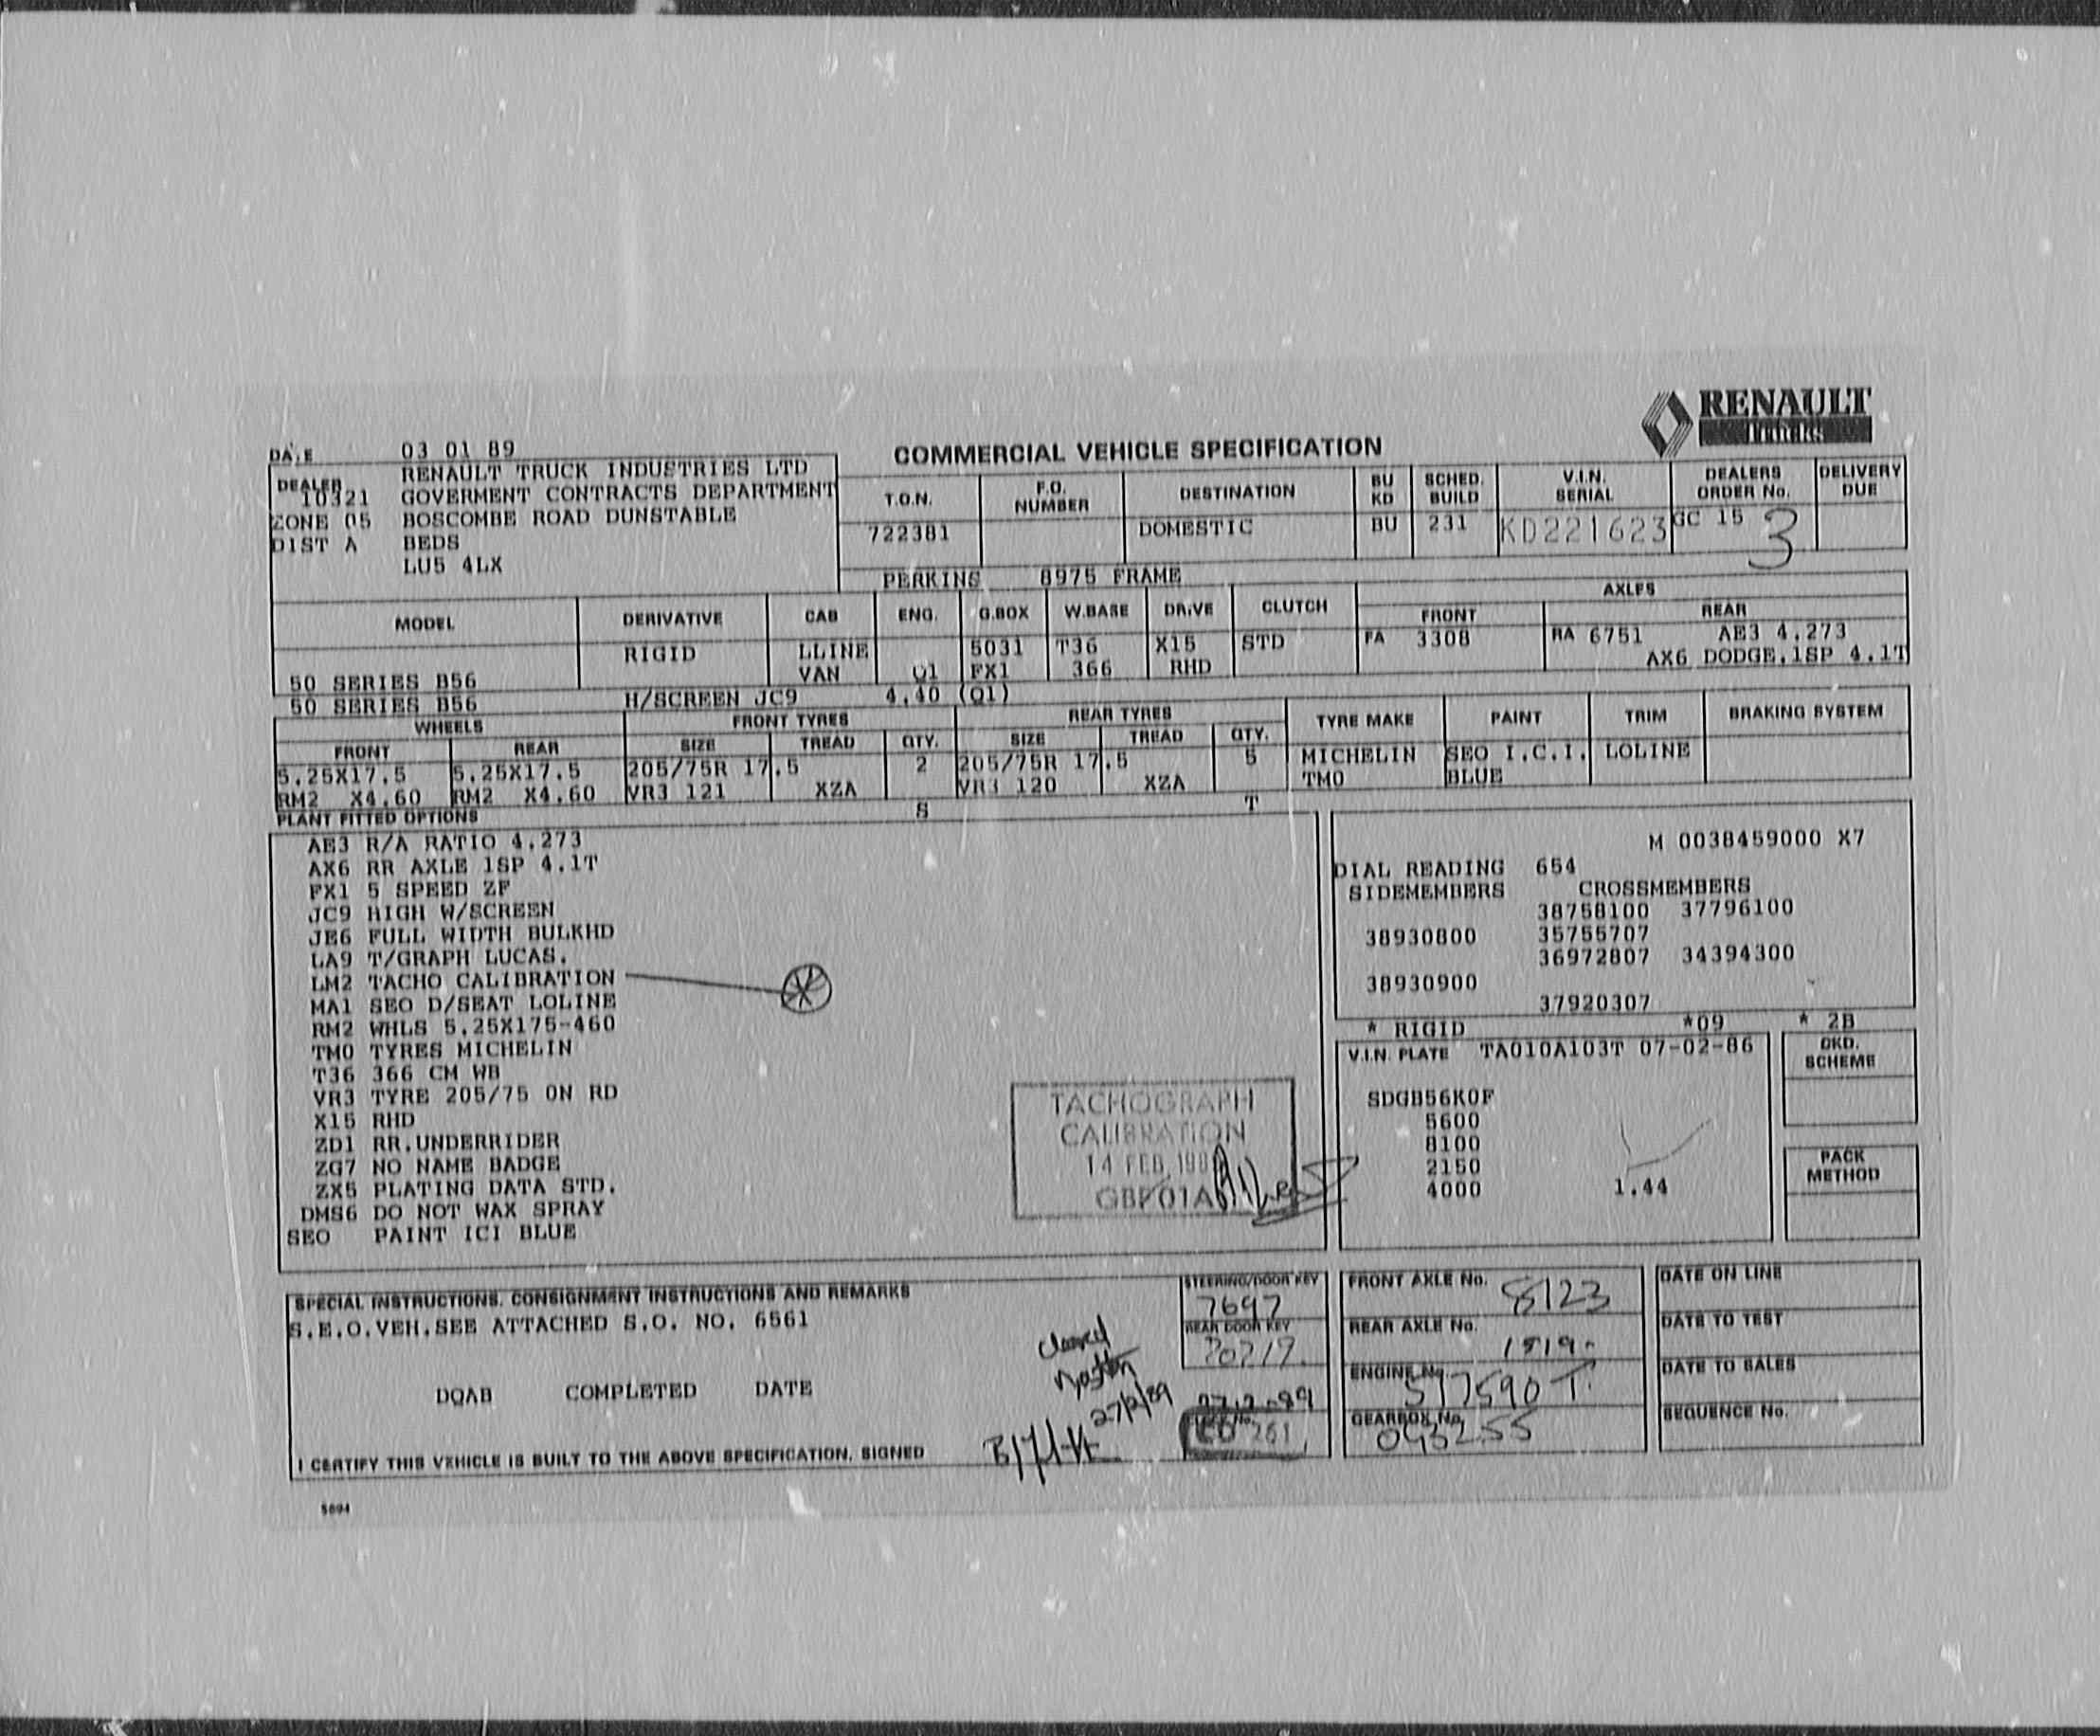 RENAULT
Trucks
DATE 03 01 89
COMMERCIAL VEHICLE SPECIFICATION
DEALER RENAULT TRUCK INDUSTRIES LTD
10321 GOVERMENT CONTRACTS DEPARTMENT
ZONE 05 BOSCOMBE ROAD DUNSTABLE
DIST A BEDS
LU5 4LX
T.O.N. F.O. NUMBER DESTINATION BU KD SCHED. BUILD V.I.N. SERIAL DEALERS ORDER No. DELIVERY DUE
722381 DOMESTIC BU 231 KD221623 GC 15 3
PERKINS 8975 FRAME
MODEL DERIVATIVE CAB ENG. G.BOX W.BASE DRIVE CLUTCH AXLES
FRONT REAR
RIGID LLINE 5031 T36 X15 STD FA 3308 RA 6751 AE3 4.273
50 SERIES B56 VAN Q1 FX1 366 RHD AX6 DODGE.1SP 4.1T
50 SERIES B56 H/SCREEN JC9 4.40 (Q1)
WHEELS FRONT TYRES REAR TYRES TYRE MAKE PAINT TRIM BRAKING SYSTEM
FRONT REAR SIZE TREAD QTY. SIZE TREAD QTY.
5.25X17.5 5.25X17.5 205/75R 17.5 2 205/75R 17.5 5 MICHELIN SEO I.C.I. LOLINE
RM2 X4.60 RM2 X4.60 VR3 121 XZA VR3 120 XZA TMO BLUE
PLANT FITTED OPTIONS S T
AE3 R/A RATIO 4.273
AX6 RR AXLE 1SP 4.1T
FX1 5 SPEED ZF
JC9 HIGH W/SCREEN
JE6 FULL WIDTH BULKHD
LA9 T/GRAPH LUCAS.
LM2 TACHO CALIBRATION
MA1 SEO D/SEAT LOLINE
RM2 WHLS 5.25X175-460
TMO TYRES MICHELIN
T36 366 CM WB
VR3 TYRE 205/75 ON RD
X15 RHD
ZD1 RR.UNDERRIDER
ZG7 NO NAME BADGE
ZX5 PLATING DATA STD.
DMS6 DO NOT WAX SPRAY
SEO PAINT ICI BLUE
TACHOGRAPH
CALIBRATION
14 FEB 198
GBP01A
M 0038459000 X7
DIAL READING 654
SIDEMEMBERS CROSSMEMBERS
38758100 37796100
38930800 35755707
36972807 34394300
38930900
37920307
* RIGID *09 * 2B
V.I.N. PLATE TA010A103T 07-02-86
SDGB56K0F
5600
8100
2150
4000 1.44
CKD. SCHEME
PACK METHOD
SPECIAL INSTRUCTIONS. CONSIGNMENT INSTRUCTIONS AND REMARKS
S.E.O.VEH.SEE ATTACHED S.O. NO. 6561
DQAB COMPLETED DATE
27/2/89
I CERTIFY THIS VEHICLE IS BUILT TO THE ABOVE SPECIFICATION. SIGNED
STEERING/DOOR KEY
7697
REAR DOOR KEY
27.2.89
261
FRONT AXLE No. 8123
REAR AXLE No. 1519
ENGINE No. 517590 T.
GEARBOX No. 093255
DATE ON LINE
DATE TO TEST
DATE TO SALES
SEQUENCE No.
5094